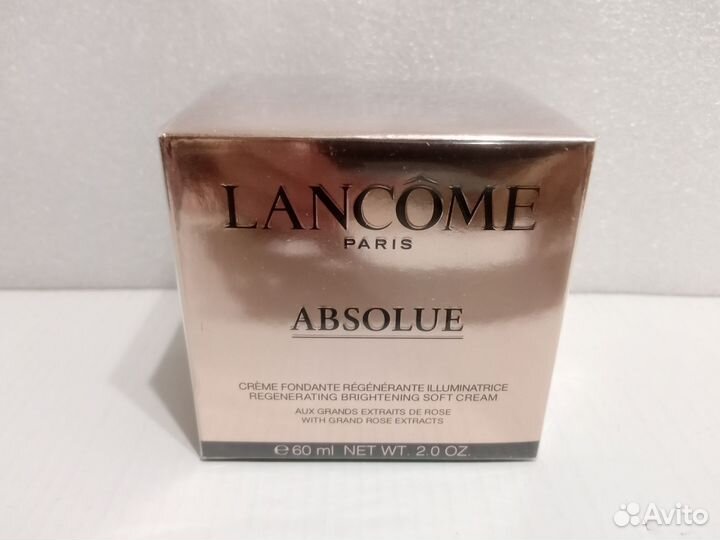 LANCÔME
PARIS
ABSOLUE
CRÈME FONDANTE RÉGÉNÉRANTE ILLUMINATRICE
REGENERATING BRIGHTENING SOFT CREAM
AUX GRANDS EXTRAITS DE ROSE
WITH GRAND ROSE EXTRACTS
℮60 ml NET WT. 2.0 OZ.
Avito